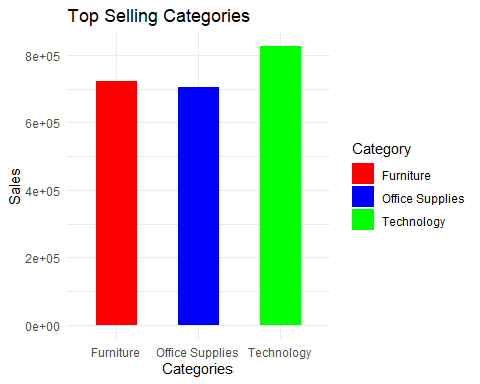 Top Selling Categories
8e+05
6e+05
4e+05
2e+05
0e+00
Sales
Furniture Office Supplies Technology
Categories
Category
Furniture
Office Supplies
Technology